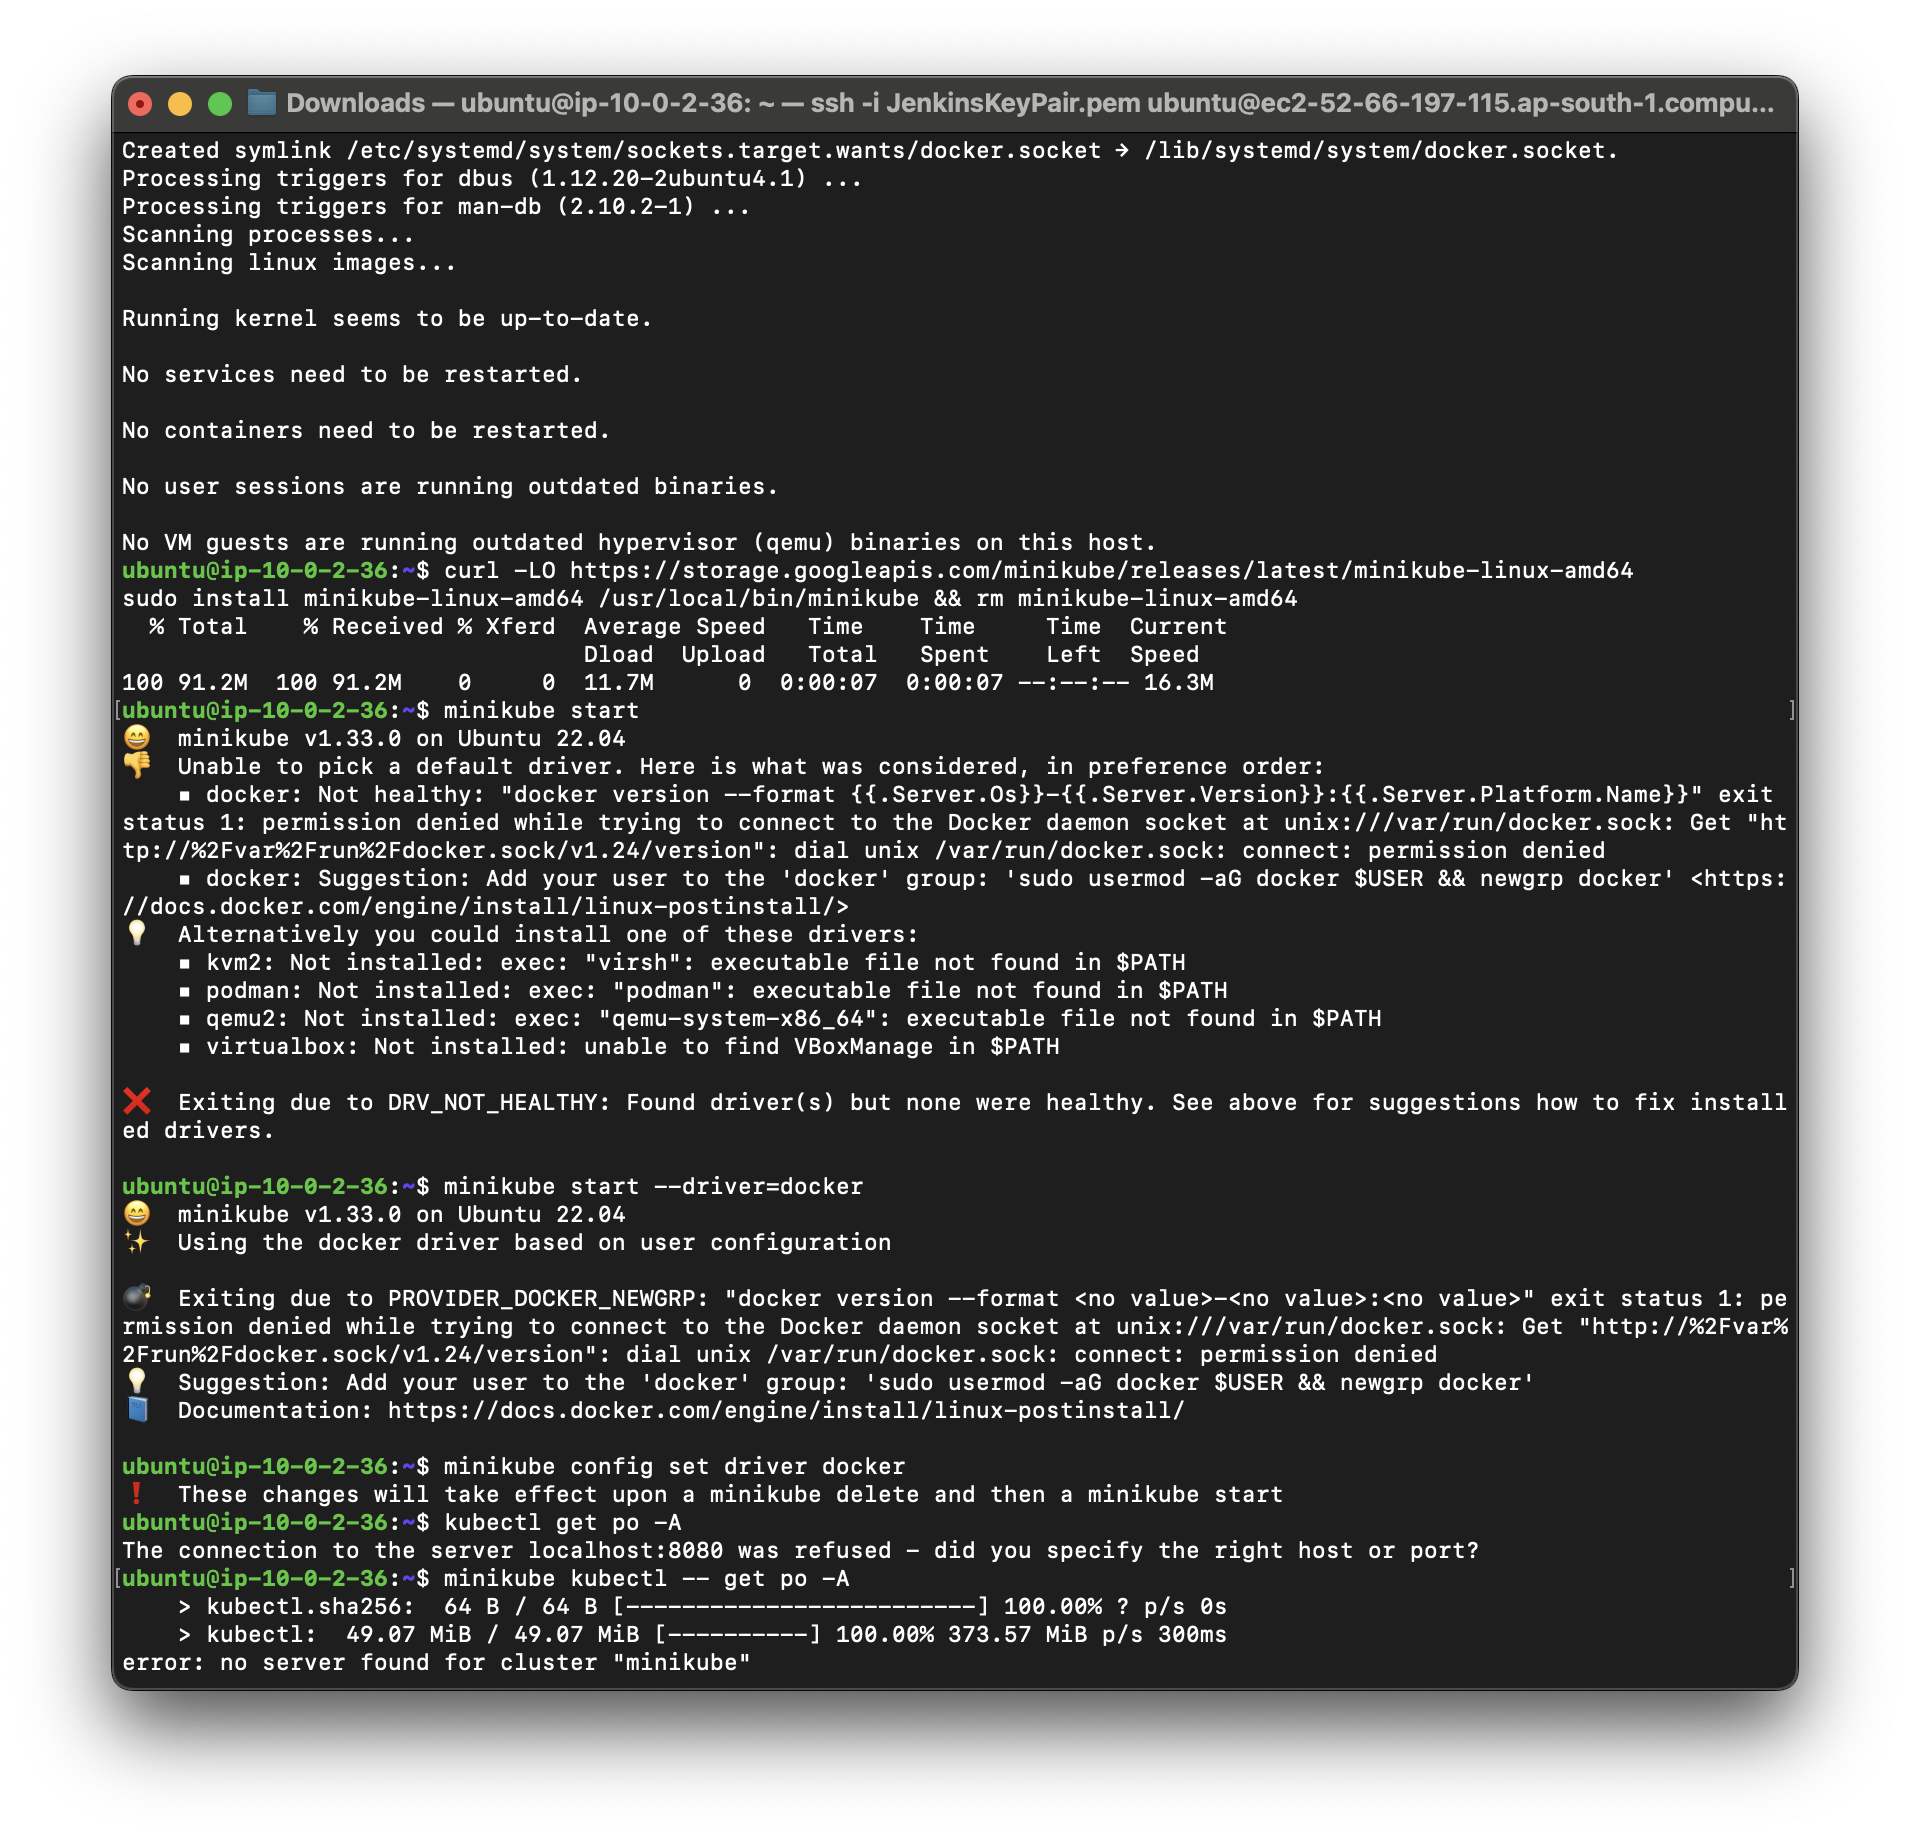 Downloads — ubuntu@ip-10-0-2-36: ~ — ssh -i JenkinsKeyPair.pem ubuntu@ec2-52-66-197-115.ap-south-1.compu...
Created symlink /etc/systemd/system/sockets.target.wants/docker.socket → /lib/systemd/system/docker.socket.
Processing triggers for dbus (1.12.20-2ubuntu4.1) ...
Processing triggers for man-db (2.10.2-1) ...
Scanning processes...
Scanning linux images...
Running kernel seems to be up-to-date.
No services need to be restarted.
No containers need to be restarted.
No user sessions are running outdated binaries.
No VM guests are running outdated hypervisor (qemu) binaries on this host.
ubuntu@ip-10-0-2-36:~$ curl -LO https://storage.googleapis.com/minikube/releases/latest/minikube-linux-amd64
sudo install minikube-linux-amd64 /usr/local/bin/minikube && rm minikube-linux-amd64
  % Total    % Received % Xferd  Average Speed   Time    Time     Time  Current
                                 Dload  Upload   Total   Spent    Left  Speed
100 91.2M  100 91.2M    0     0  11.7M      0  0:00:07  0:00:07 --:--:-- 16.3M
[ubuntu@ip-10-0-2-36:~$ minikube start ]
😄  minikube v1.33.0 on Ubuntu 22.04
👎  Unable to pick a default driver. Here is what was considered, in preference order:
    ▪ docker: Not healthy: "docker version --format {{.Server.Os}}-{{.Server.Version}}:{{.Server.Platform.Name}}" exit
status 1: permission denied while trying to connect to the Docker daemon socket at unix:///var/run/docker.sock: Get "ht
tp://%2Fvar%2Frun%2Fdocker.sock/v1.24/version": dial unix /var/run/docker.sock: connect: permission denied
    ▪ docker: Suggestion: Add your user to the 'docker' group: 'sudo usermod -aG docker $USER && newgrp docker' <https:
//docs.docker.com/engine/install/linux-postinstall/>
💡  Alternatively you could install one of these drivers:
    ▪ kvm2: Not installed: exec: "virsh": executable file not found in $PATH
    ▪ podman: Not installed: exec: "podman": executable file not found in $PATH
    ▪ qemu2: Not installed: exec: "qemu-system-x86_64": executable file not found in $PATH
    ▪ virtualbox: Not installed: unable to find VBoxManage in $PATH
❌  Exiting due to DRV_NOT_HEALTHY: Found driver(s) but none were healthy. See above for suggestions how to fix install
ed drivers.
ubuntu@ip-10-0-2-36:~$ minikube start --driver=docker
😄  minikube v1.33.0 on Ubuntu 22.04
✨  Using the docker driver based on user configuration
💣  Exiting due to PROVIDER_DOCKER_NEWGRP: "docker version --format <no value>-<no value>:<no value>" exit status 1: pe
rmission denied while trying to connect to the Docker daemon socket at unix:///var/run/docker.sock: Get "http://%2Fvar%
2Frun%2Fdocker.sock/v1.24/version": dial unix /var/run/docker.sock: connect: permission denied
💡  Suggestion: Add your user to the 'docker' group: 'sudo usermod -aG docker $USER && newgrp docker'
📘  Documentation: https://docs.docker.com/engine/install/linux-postinstall/
ubuntu@ip-10-0-2-36:~$ minikube config set driver docker
❗  These changes will take effect upon a minikube delete and then a minikube start
ubuntu@ip-10-0-2-36:~$ kubectl get po -A
The connection to the server localhost:8080 was refused - did you specify the right host or port?
[ubuntu@ip-10-0-2-36:~$ minikube kubectl -- get po -A ]
    > kubectl.sha256:  64 B / 64 B [-------------------------] 100.00% ? p/s 0s
    > kubectl:  49.07 MiB / 49.07 MiB [----------] 100.00% 373.57 MiB p/s 300ms
error: no server found for cluster "minikube"